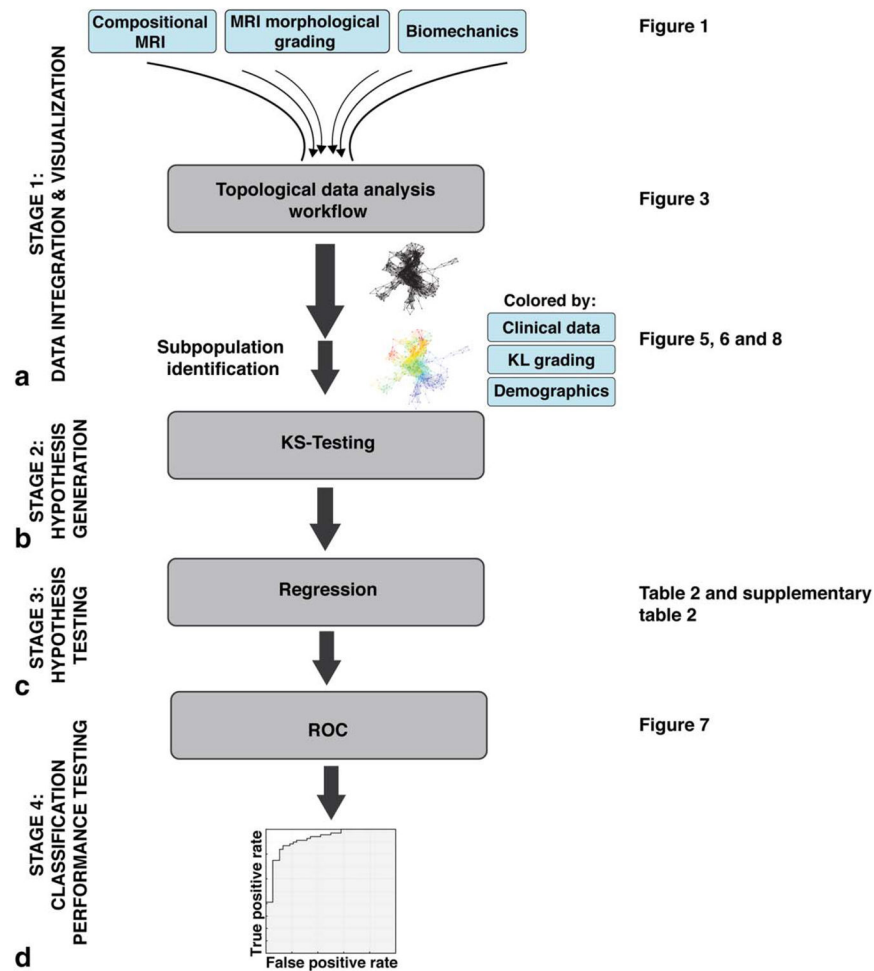 Compositional
MRI
MRI morphological
grading
Biomechanics
Figure 1
STAGE 1:
DATA INTEGRATION & VISUALIZATION
Topological data analysis
workflow
Figure 3
Colored by:
Clinical data
KL grading
Demographics
Figure 5, 6 and 8
Subpopulation
identification
a
KS-Testing
STAGE 2:
HYPOTHESIS
GENERATION
b
Regression
STAGE 3:
HYPOTHESIS
TESTING
Table 2 and supplementary
table 2
c
ROC
Figure 7
STAGE 4:
CLASSIFICATION
PERFORMANCE TESTING
True positive rate
False positive rate
d